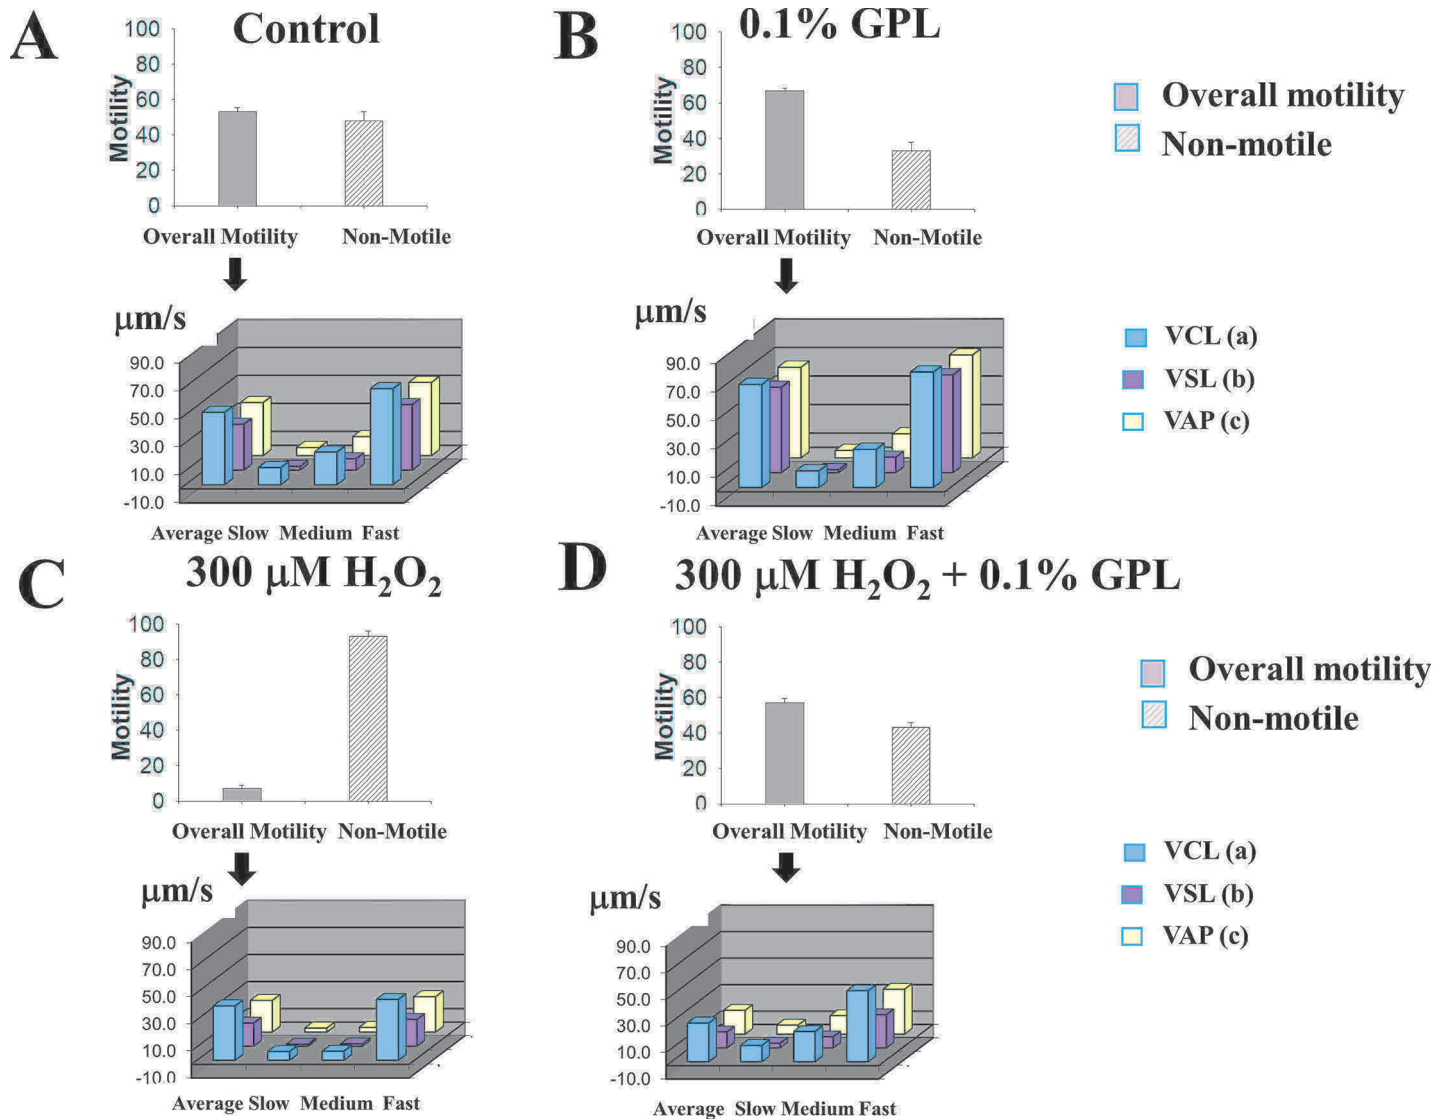 A
Control
100
80
60
40
20
0
Motility
Overall Motility Non-Motile
μm/s
90.0
70.0
50.0
30.0
10.0
-10.0
Average Slow Medium Fast
B
0.1% GPL
100
80
60
40
20
0
Motility
Overall Motility Non-Motile
μm/s
90.0
70.0
50.0
30.0
10.0
-10.0
Average Slow Medium Fast
Overall motility
Non-motile
VCL (a)
VSL (b)
VAP (c)
C
300 μM H₂O₂
100
80
60
40
20
0
Motility
Overall Motility Non-Motile
μm/s
90.0
70.0
50.0
30.0
10.0
-10.0
Average Slow Medium Fast
D
300 μM H₂O₂ + 0.1% GPL
100
80
60
40
20
0
Motility
Overall Motility Non-Motile
μm/s
90.0
70.0
50.0
30.0
10.0
-10.0
Average Slow Medium Fast
Overall motility
Non-motile
VCL (a)
VSL (b)
VAP (c)